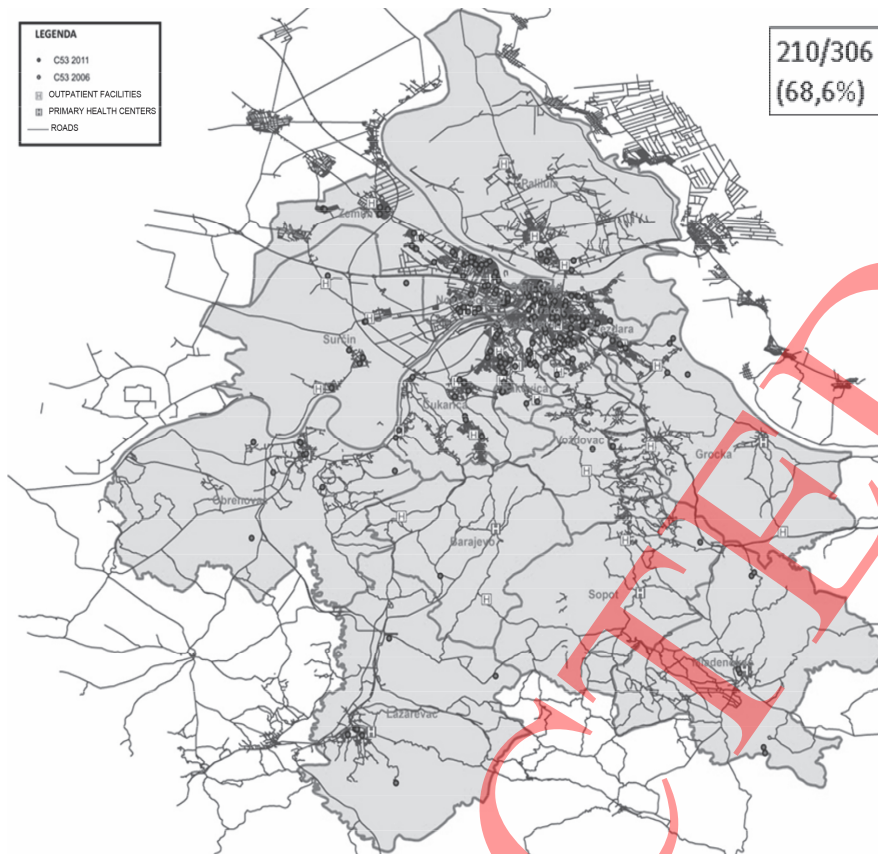 LEGENDA
C53 2011
C53 2006
H OUTPATIENT FACILITIES
H PRIMARY HEALTH CENTERS
ROADS
210/306
(68,6%)
Palilula
Zemun
Surčin
Čukarica
Voždovac
Grocka
Obrenovac
Barajevo
Sopot
Mladenovac
Lazarevac
CTED